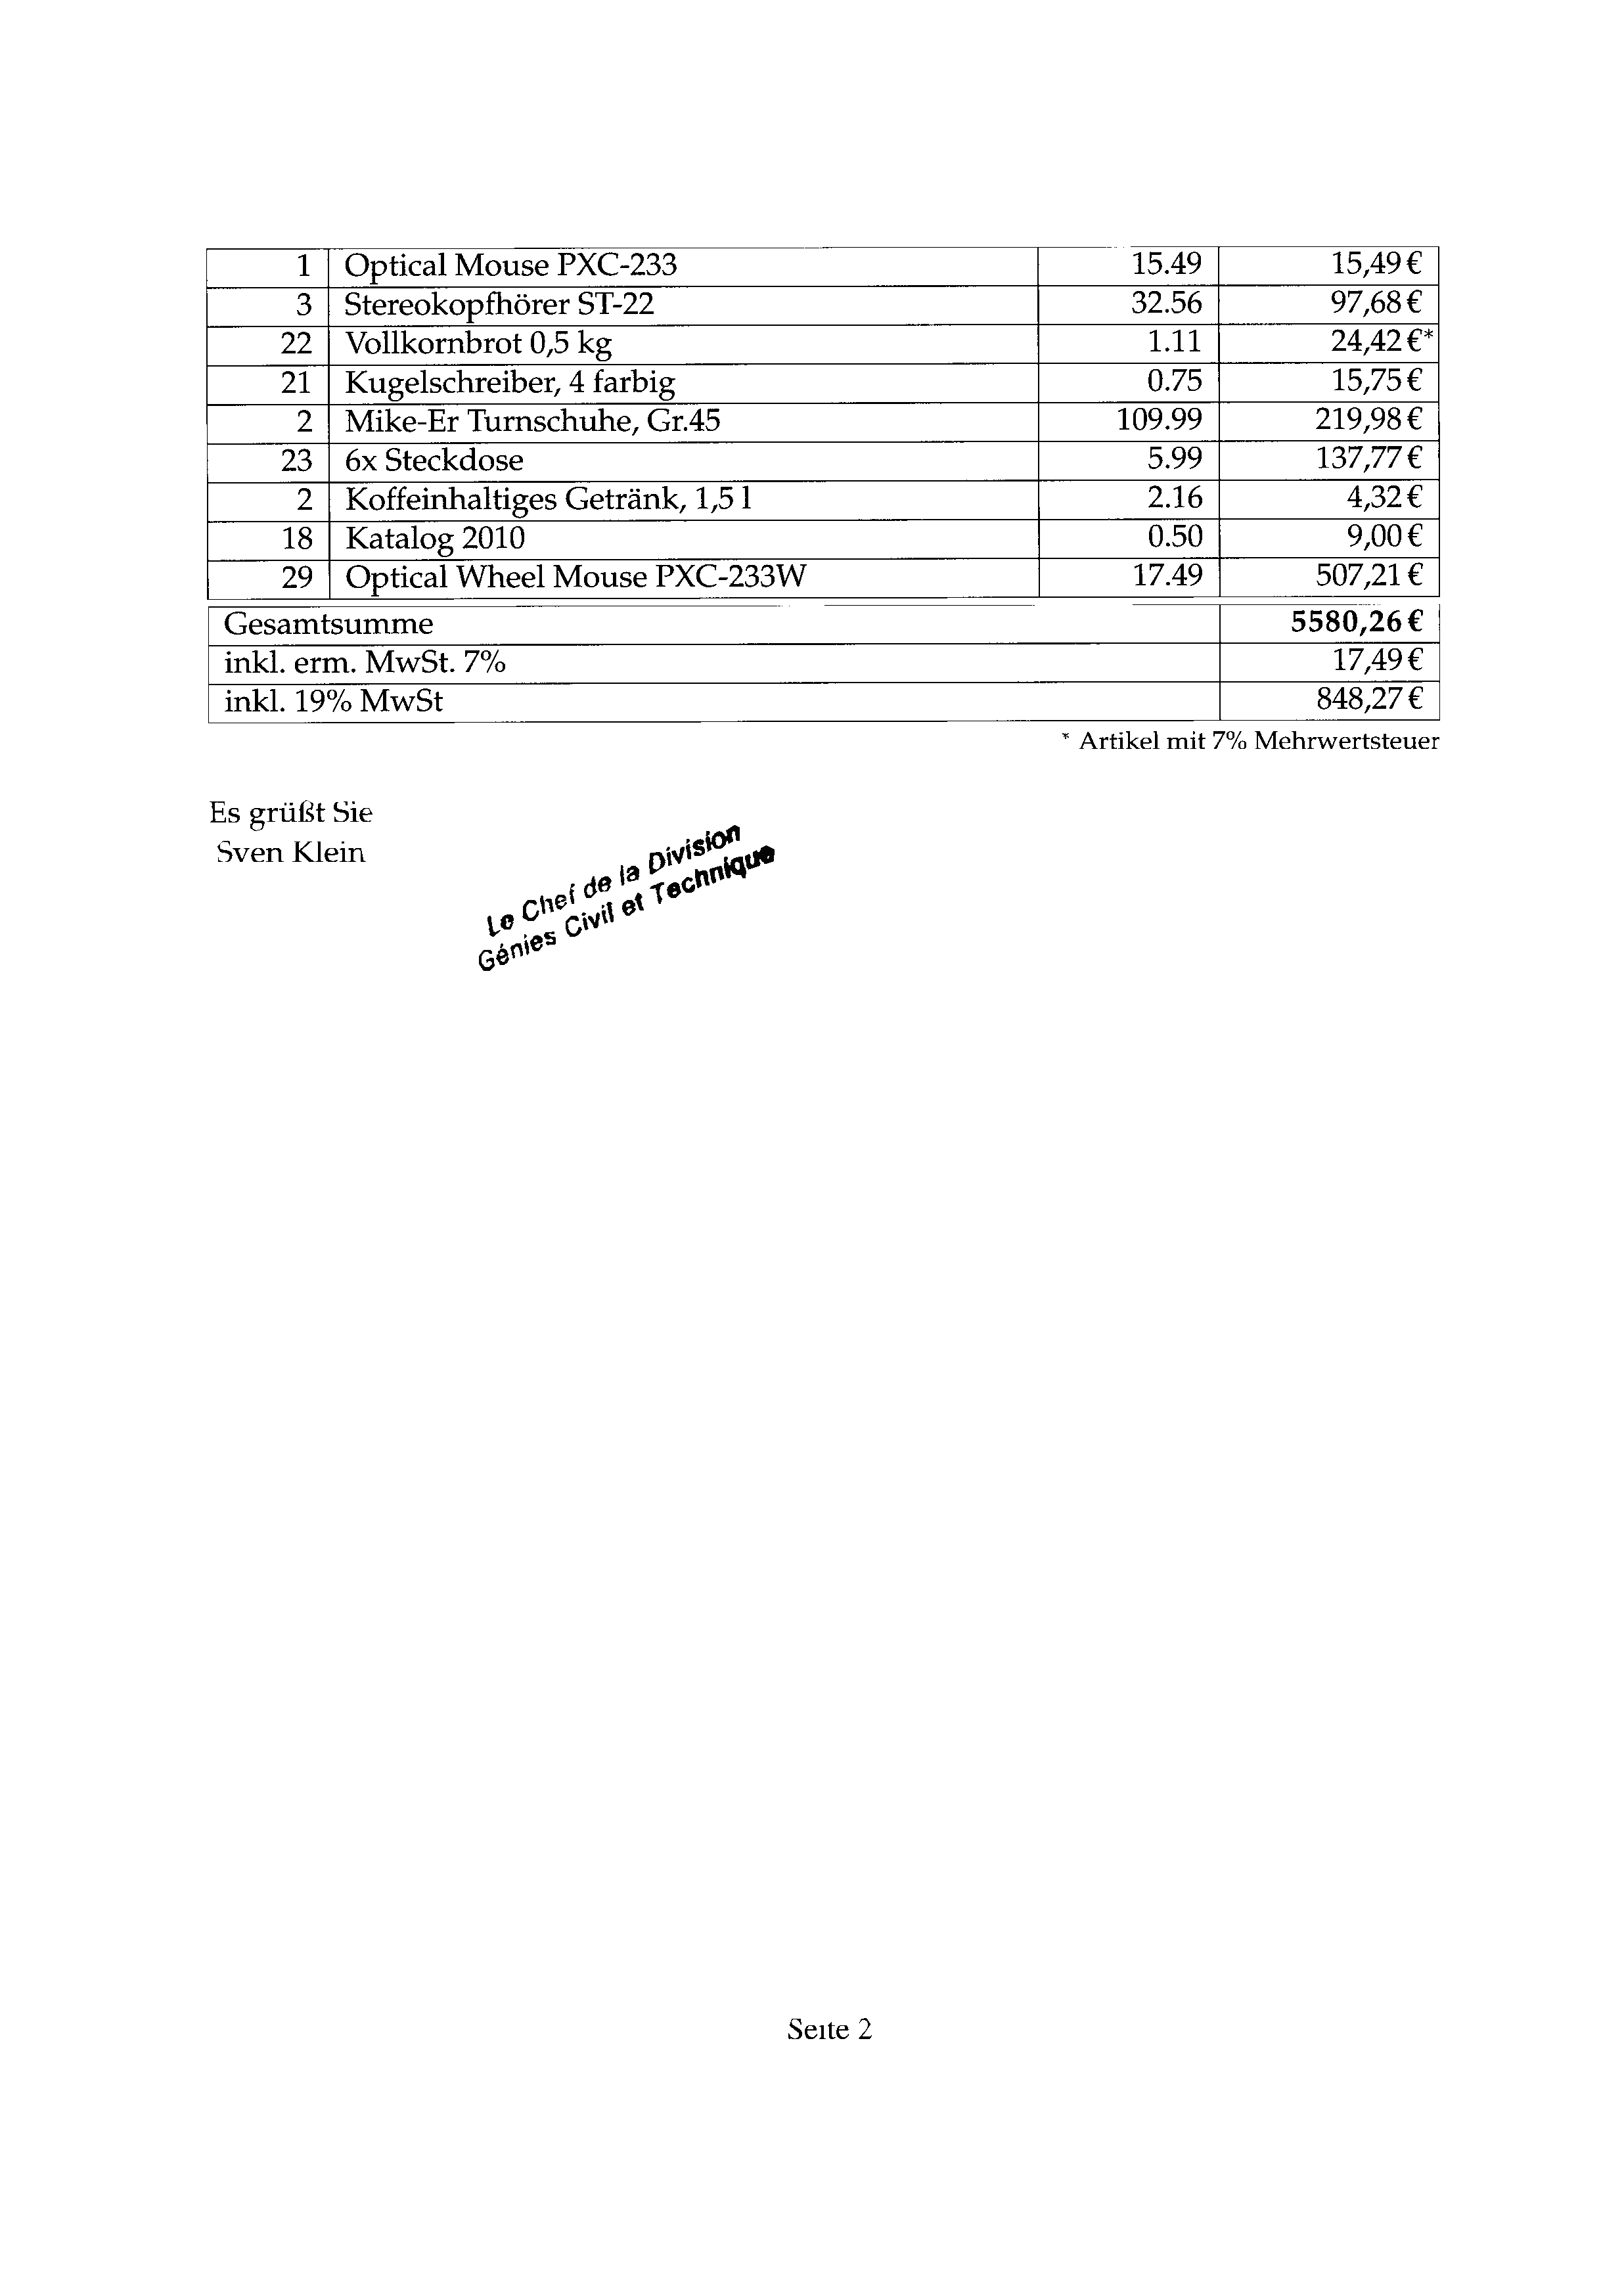 1 Optical Mouse PXC-233 15.49 15,49 €
3 Stereokopfhörer ST-22 32.56 97,68 €
22 Vollkornbrot 0,5 kg 1.11 24,42 €*
21 Kugelschreiber, 4 farbig 0.75 15,75 €
2 Mike-Er Turnschuhe, Gr.45 109.99 219,98 €
23 6x Steckdose 5.99 137,77 €
2 Koffeinhaltiges Getränk, 1,5 l 2.16 4,32 €
18 Katalog 2010 0.50 9,00 €
29 Optical Wheel Mouse PXC-233W 17.49 507,21 €
Gesamtsumme 5580,26 €
inkl. erm. MwSt. 7% 17,49 €
inkl. 19% MwSt 848,27 €
* Artikel mit 7% Mehrwertsteuer
Es grüßt Sie
Sven Klein
Le Chef de la Division
Génies Civil et Technique
Seite 2